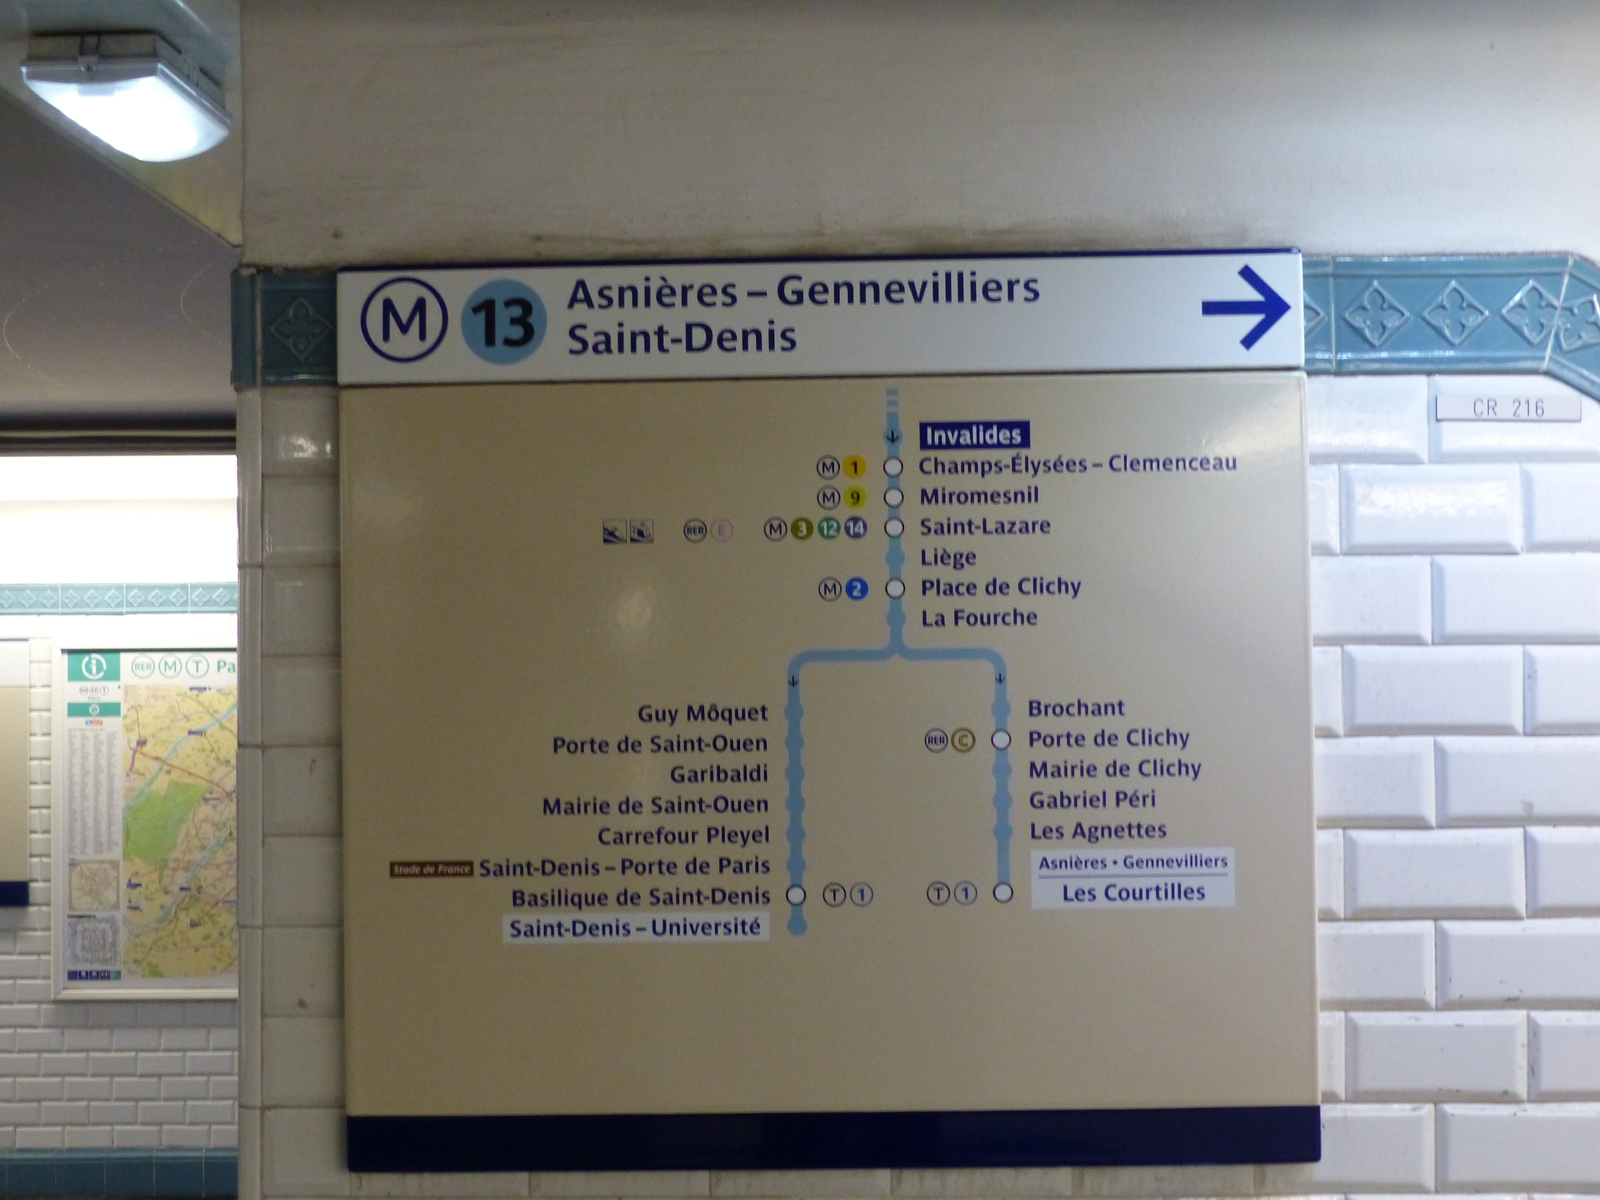 M 13 Asnières – Gennevilliers
Saint-Denis
CR 216
Invalides
M 1 Champs-Élysées – Clemenceau
M 9 Miromesnil
RER E M 3 12 14 Saint-Lazare
Liège
M 2 Place de Clichy
La Fourche
Guy Môquet
Porte de Saint-Ouen
Garibaldi
Mairie de Saint-Ouen
Carrefour Pleyel
Stade de France Saint-Denis – Porte de Paris
Basilique de Saint-Denis T 1
Saint-Denis – Université
Brochant
RER C Porte de Clichy
Mairie de Clichy
Gabriel Péri
Les Agnettes
Asnières • Gennevilliers
T 1 Les Courtilles
i RER M T Pa